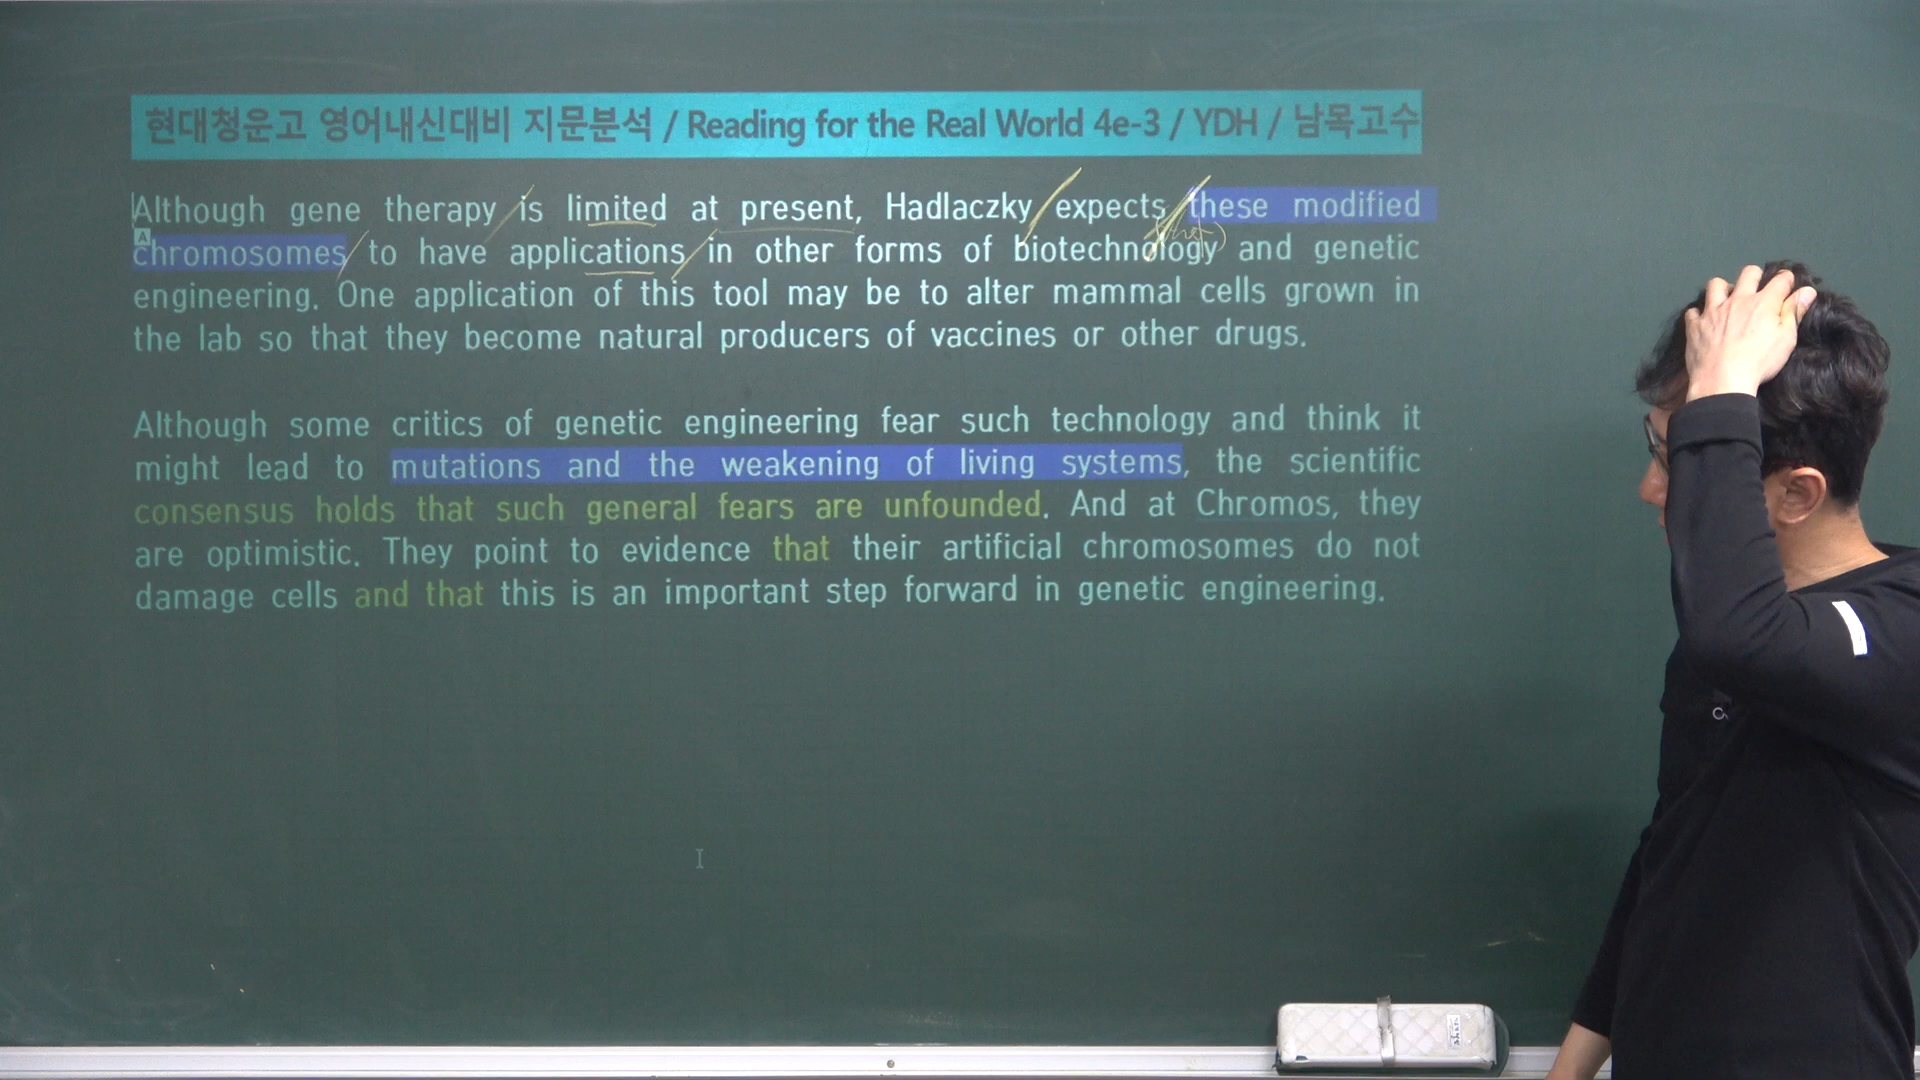 현대청운고 영어내신대비 지문분석 / Reading for the Real World 4e-3 / YDH / 남목고수
Although gene therapy is limited at present, Hadlaczky expects these modified
chromosomes to have applications in other forms of biotechnology and genetic
engineering. One application of this tool may be to alter mammal cells grown in
the lab so that they become natural producers of vaccines or other drugs.
Although some critics of genetic engineering fear such technology and think it
might lead to mutations and the weakening of living systems, the scientific
consensus holds that such general fears are unfounded. And at Chromos, they
are optimistic. They point to evidence that their artificial chromosomes do not
damage cells and that this is an important step forward in genetic engineering.